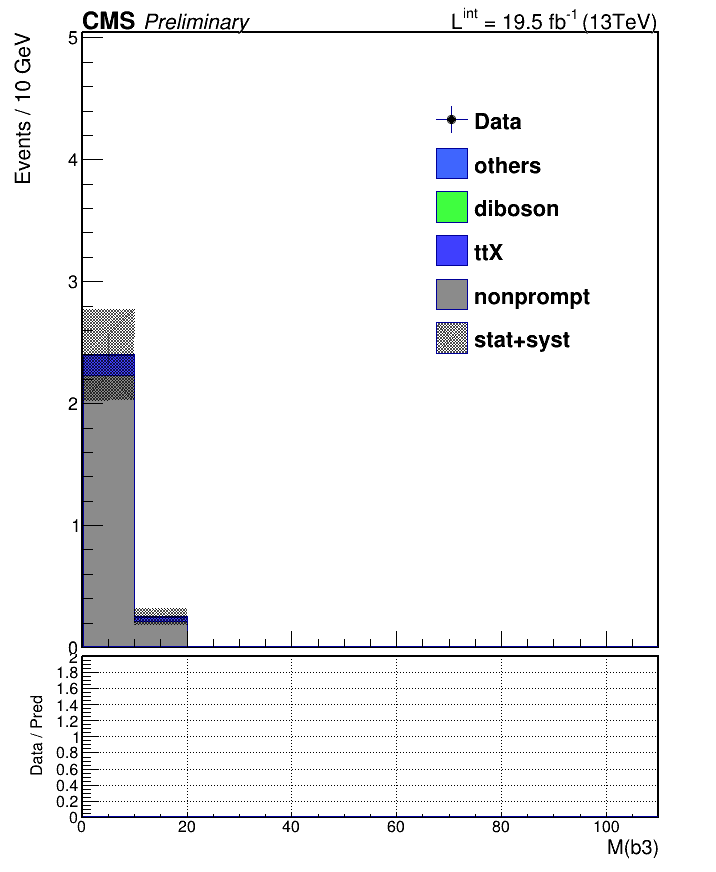 CMS Preliminary L^int = 19.5 fb^-1 (13TeV)
Events / 10 GeV
5
4
3
2
1
0
Data
others
diboson
ttX
nonprompt
stat+syst
Data / Pred
2
1.8
1.6
1.4
1.2
1
0.8
0.6
0.4
0.2
0
0 20 40 60 80 100
M(b3)